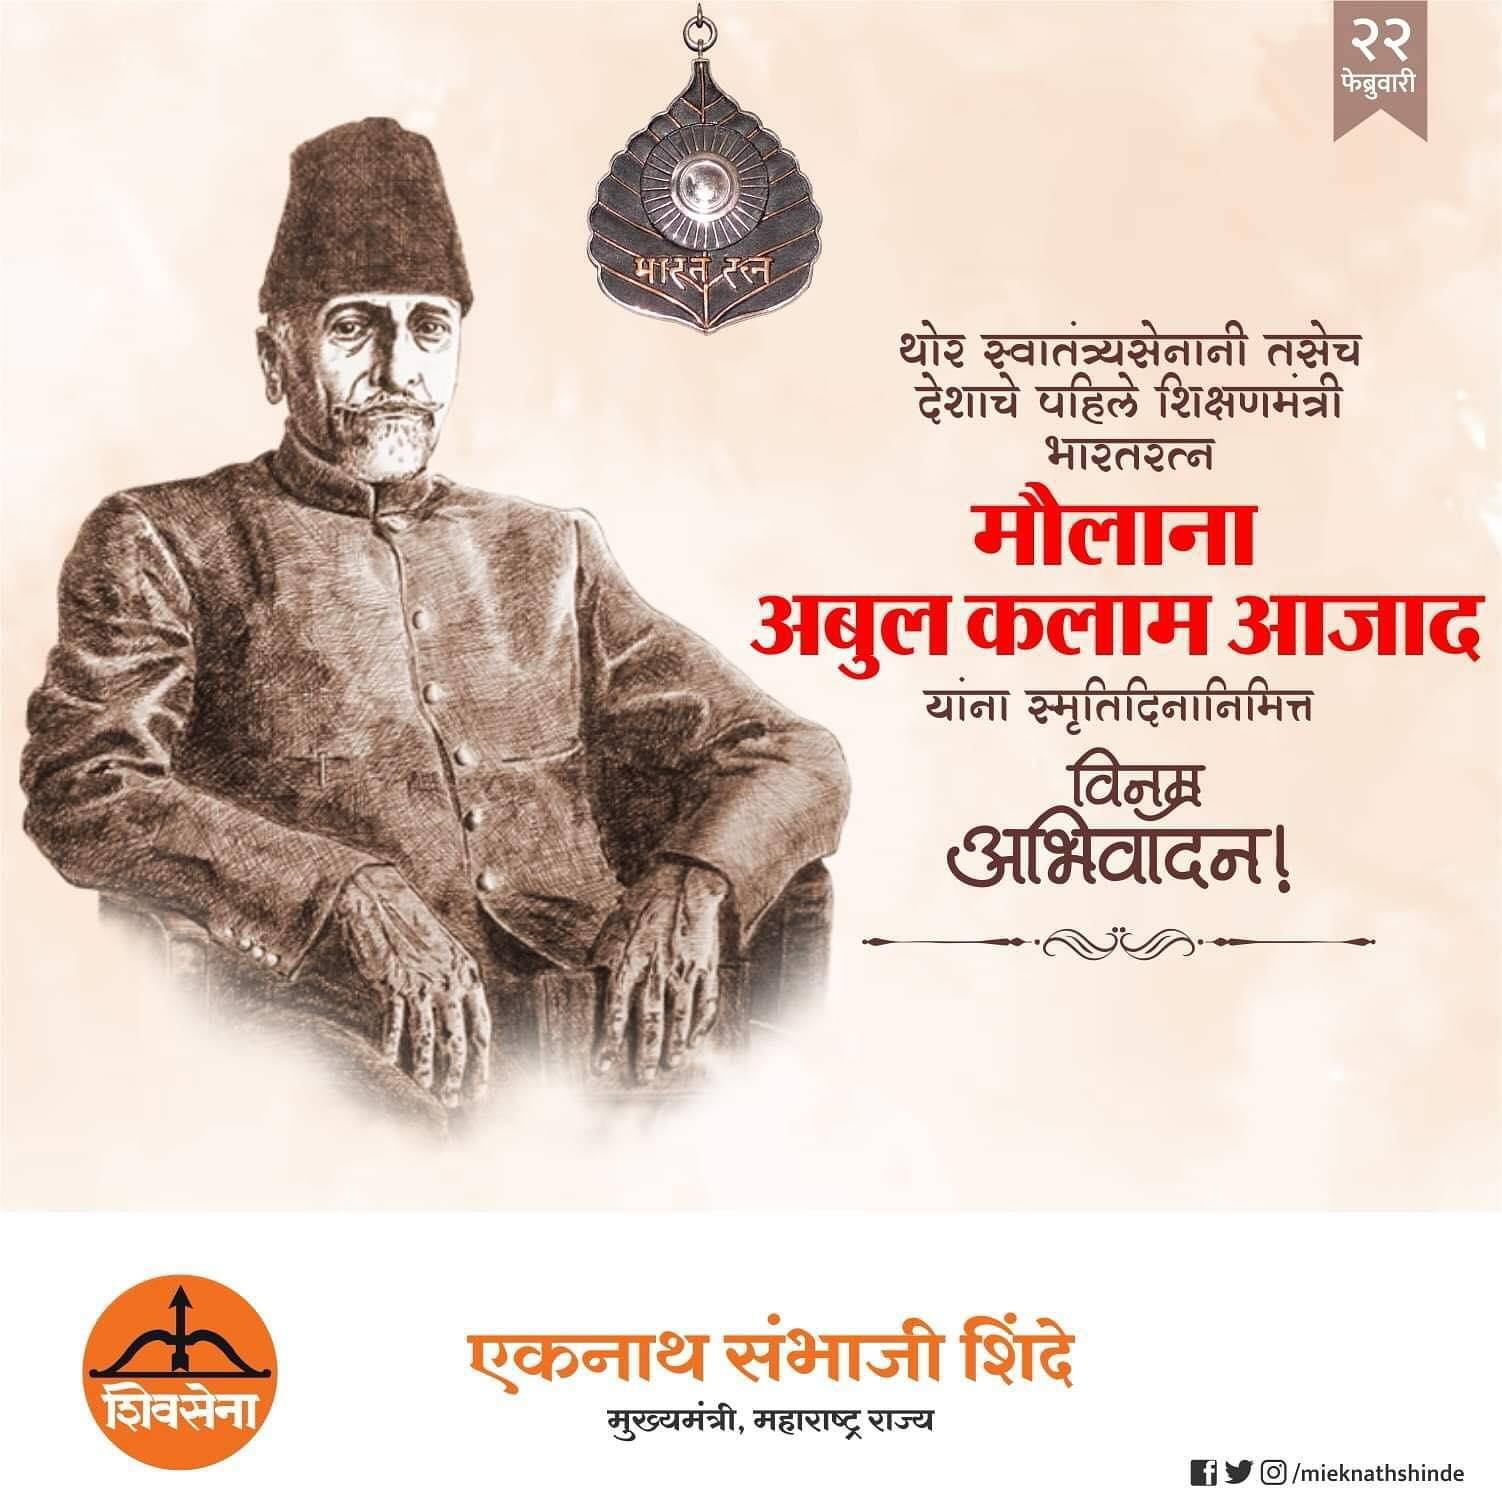 २२
फेब्रुवारी
भारत रत्न
थोर स्वातंत्र्यसेनानी तसेच
देशाचे पहिले शिक्षणमंत्री
भारतरत्न
मौलाना
अबुल कलाम आजाद
यांना स्मृतिदिनानिमित्त
विनम्र
अभिवादन!
शिवसेना
एकनाथ संभाजी शिंदे
मुख्यमंत्री, महाराष्ट्र राज्य
/mieknathshinde